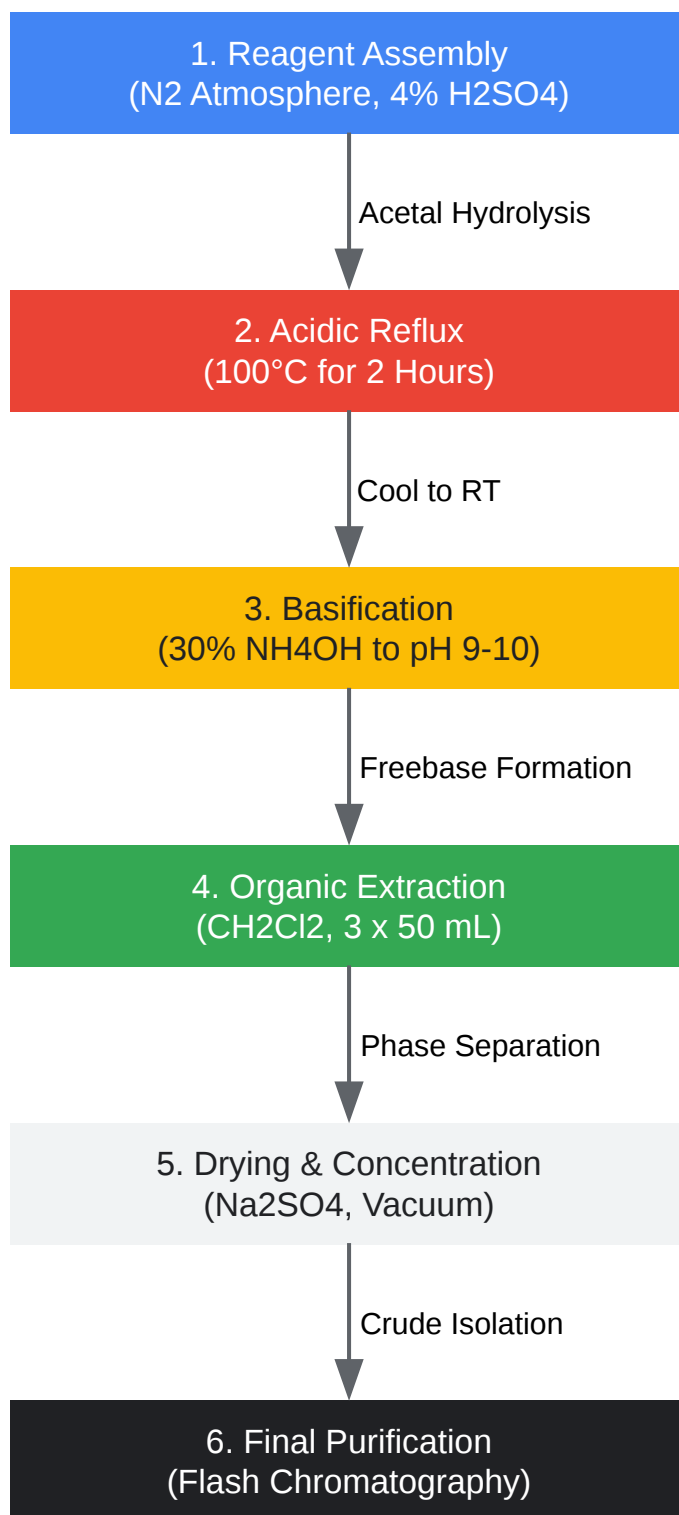 1. Reagent Assembly
(N2 Atmosphere, 4% H2SO4)
Acetal Hydrolysis
2. Acidic Reflux
(100°C for 2 Hours)
Cool to RT
3. Basification
(30% NH4OH to pH 9-10)
Freebase Formation
4. Organic Extraction
(CH2Cl2, 3 x 50 mL)
Phase Separation
5. Drying & Concentration
(Na2SO4, Vacuum)
Crude Isolation
6. Final Purification
(Flash Chromatography)